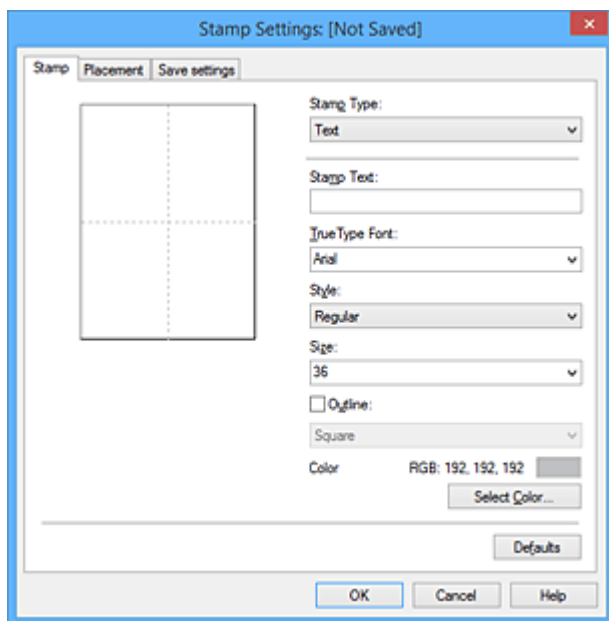 Stamp Settings: [Not Saved]
Stamp Placement Save settings
Stamp Type:
Text
Stamp Text:
TrueType Font:
Arial
Style:
Regular
Size:
36
Outline:
Square
Color RGB: 192, 192, 192
Select Color...
Defaults
OK Cancel Help